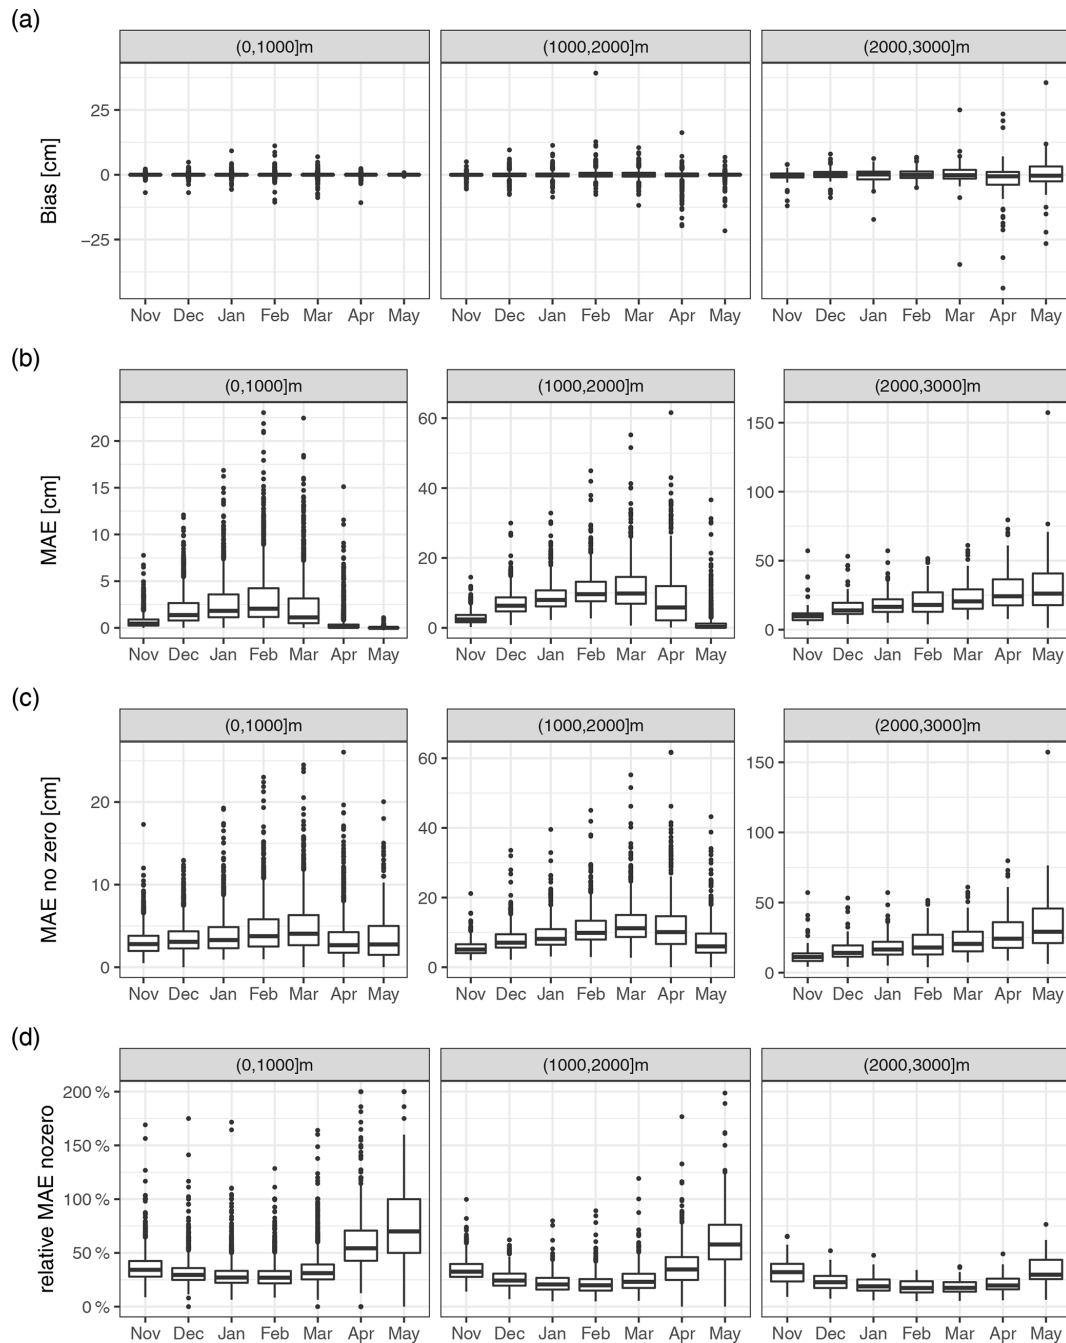 (a)
(0,1000]m (1000,2000]m (2000,3000]m
Bias [cm]
25
0
−25
Nov Dec Jan Feb Mar Apr May Nov Dec Jan Feb Mar Apr May Nov Dec Jan Feb Mar Apr May
(b)
(0,1000]m (1000,2000]m (2000,3000]m
MAE [cm]
20 60 150
15 40 100
10
5 20 50
0 0 0
Nov Dec Jan Feb Mar Apr May Nov Dec Jan Feb Mar Apr May Nov Dec Jan Feb Mar Apr May
(c)
(0,1000]m (1000,2000]m (2000,3000]m
MAE no zero [cm]
20 60 150
40 100
10 20 50
0 0 0
Nov Dec Jan Feb Mar Apr May Nov Dec Jan Feb Mar Apr May Nov Dec Jan Feb Mar Apr May
(d)
(0,1000]m (1000,2000]m (2000,3000]m
relative MAE nozero
200 %
150 %
100 %
50 %
0 %
Nov Dec Jan Feb Mar Apr May Nov Dec Jan Feb Mar Apr May Nov Dec Jan Feb Mar Apr May